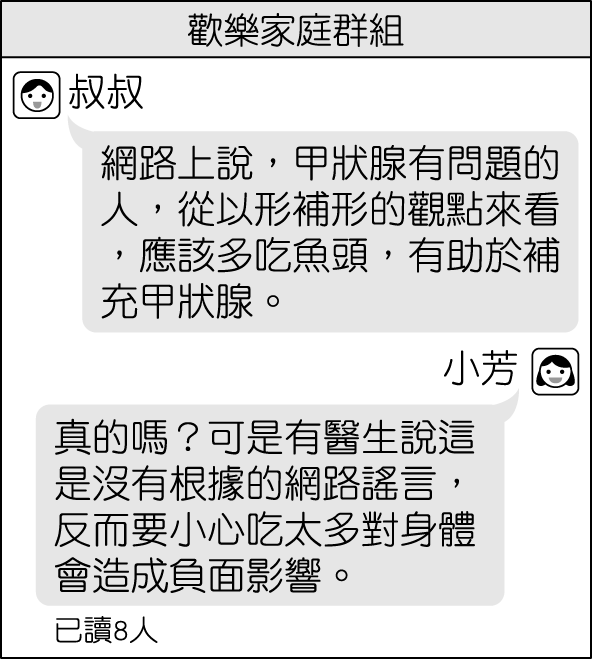 歡樂家庭群組
叔叔
網路上說，甲狀腺有問題的
人，從以形補形的觀點來看
，應該多吃魚頭，有助於補
充甲狀腺。
小芳
真的嗎？可是有醫生說這
是沒有根據的網路謠言，
反而要小心吃太多對身體
會造成負面影響。
已讀8人